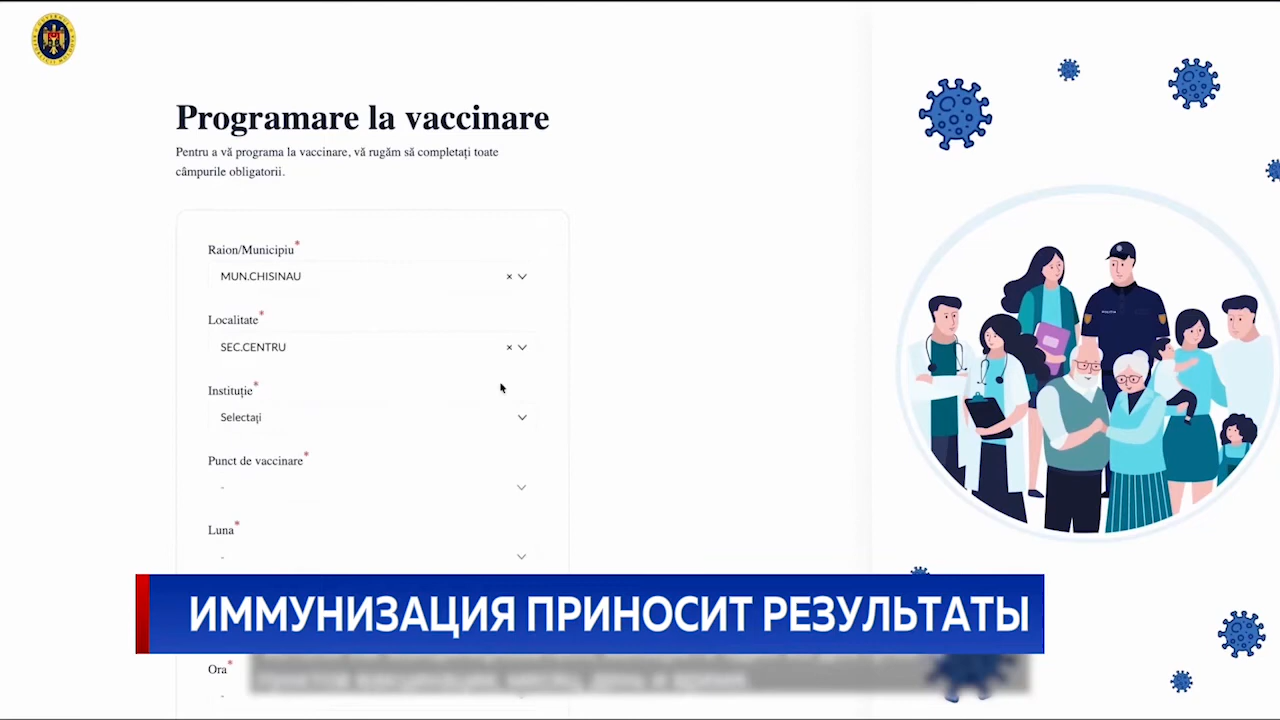 Programare la vaccinare
Pentru a vă programa la vaccinare, vă rugăm să completați toate
câmpurile obligatorii.
Raion/Municipiu*
MUN.CHISINAU
Localitate*
SEC.CENTRU
Instituție*
Selectați
Punct de vaccinare*
-
Luna*
-
ИММУНИЗАЦИЯ ПРИНОСИТ РЕЗУЛЬТАТЫ
Ora*
-